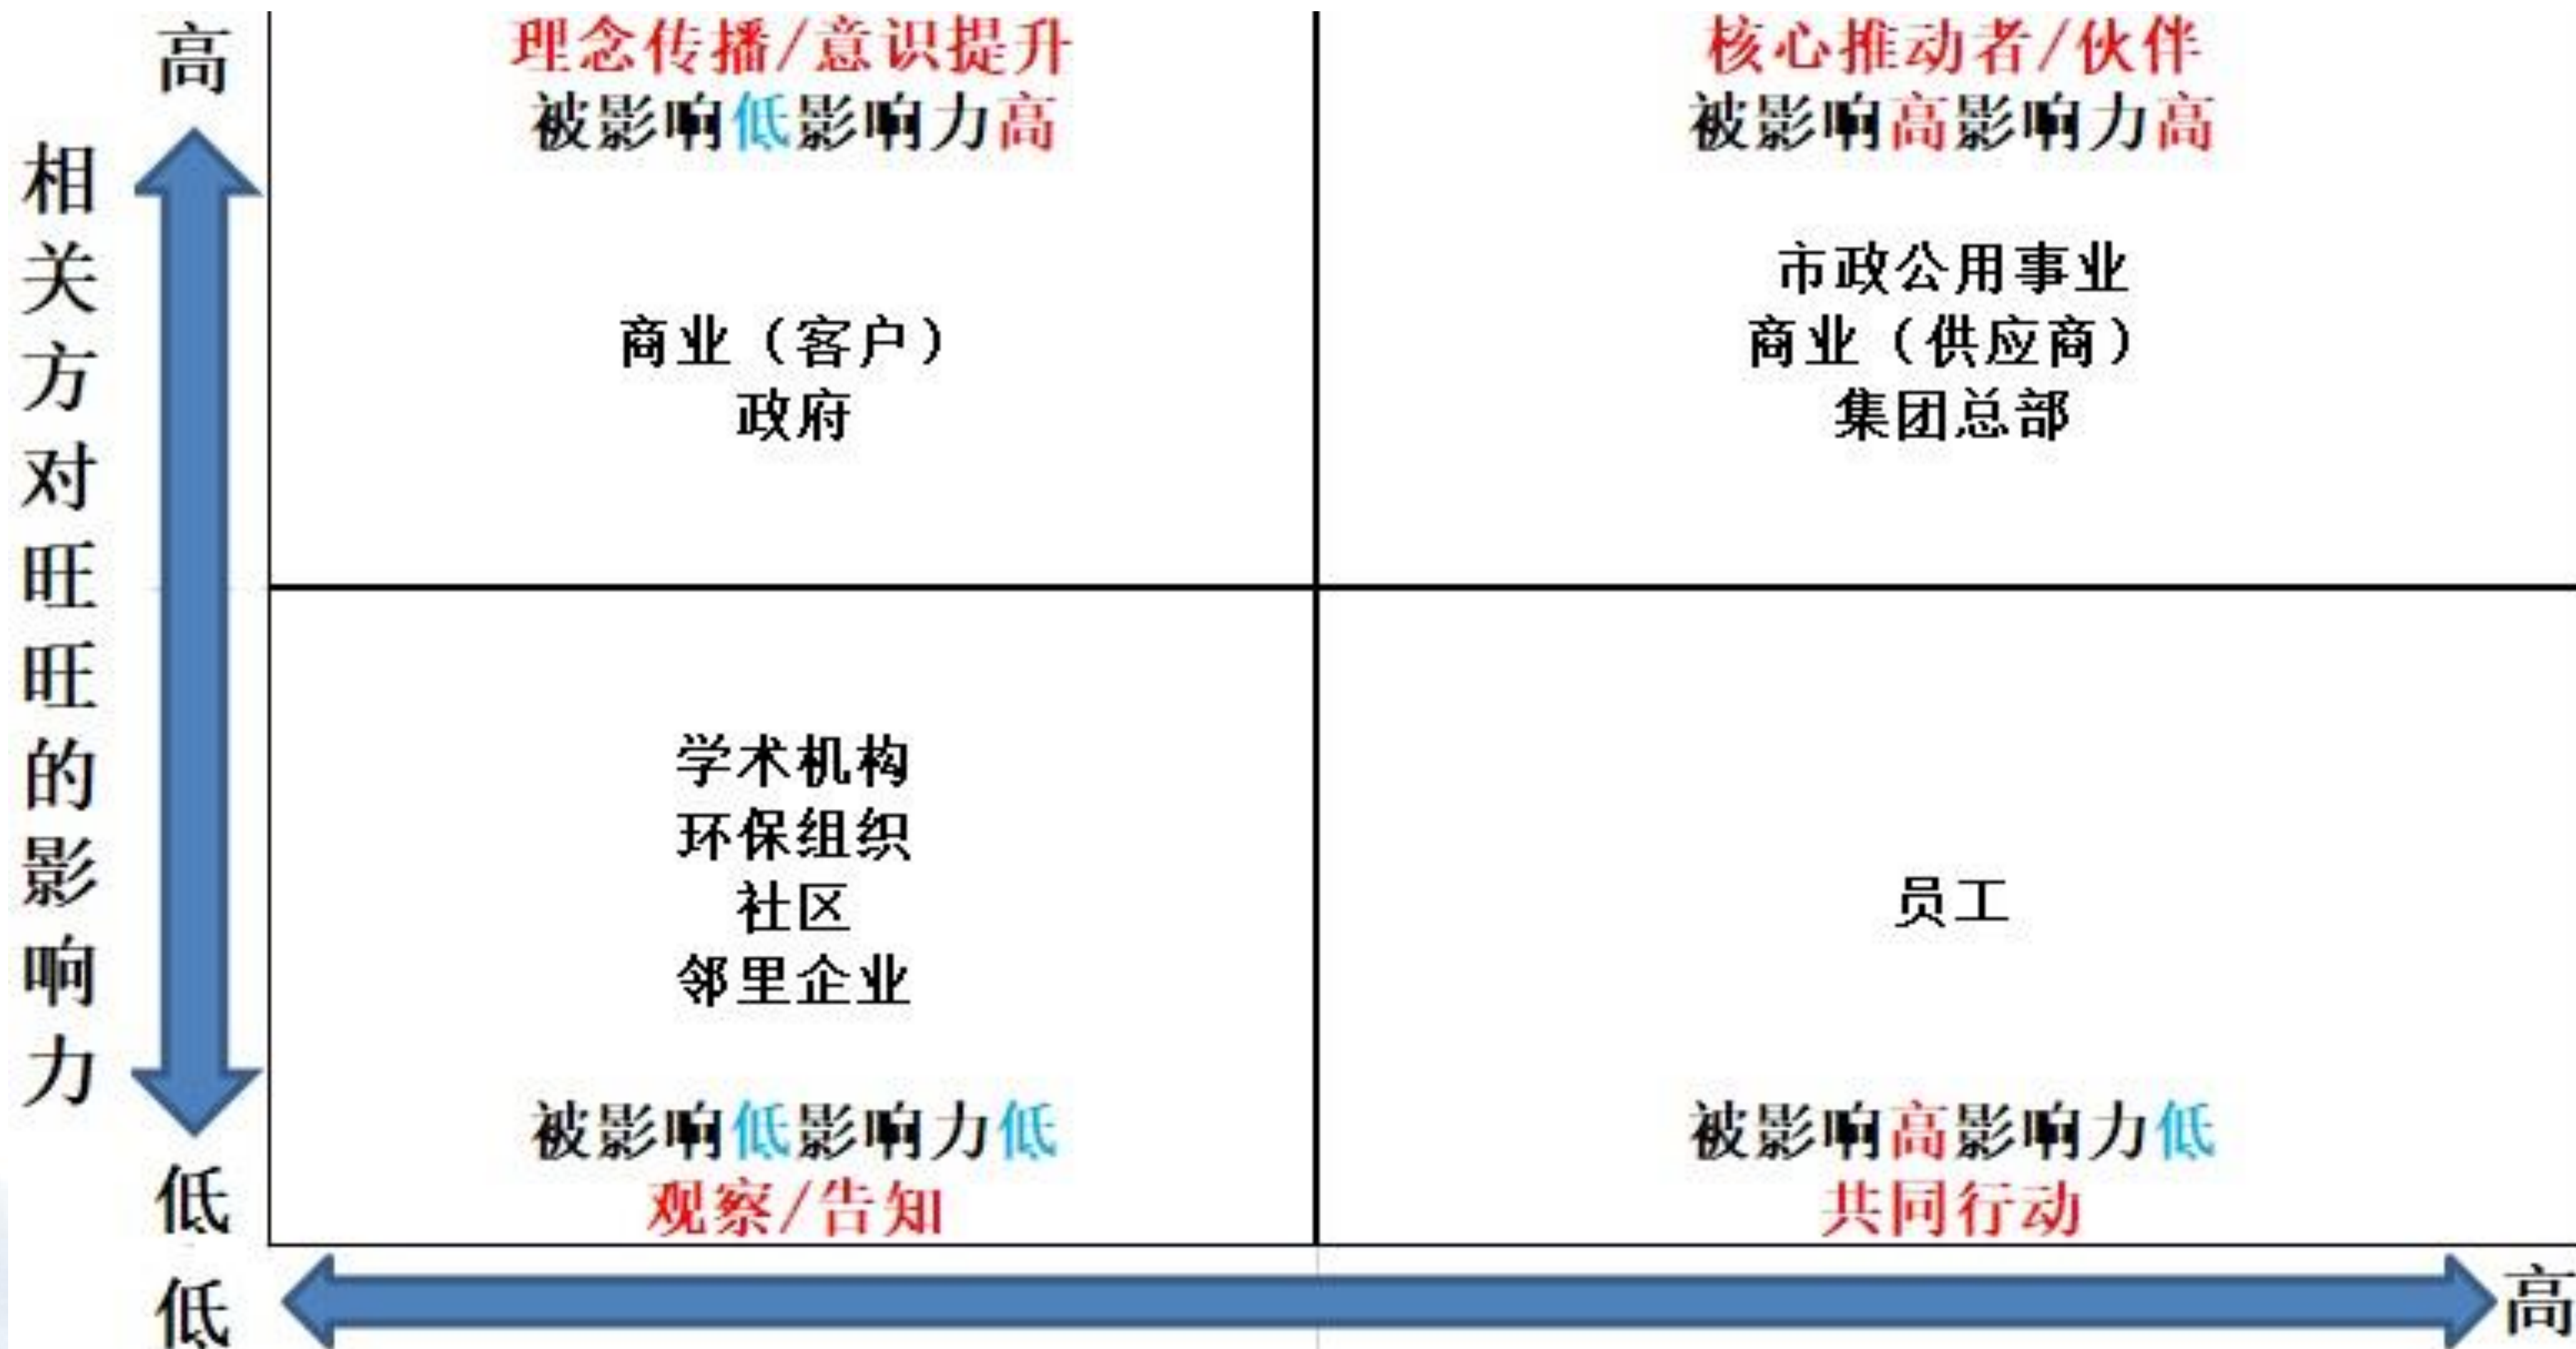 高
相关方对旺旺的影响力
低
理念传播/意识提升
被影响低影响力高
商业（客户）
政府
核心推动者/伙伴
被影响高影响力高
市政公用事业
商业（供应商）
集团总部
学术机构
环保组织
社区
邻里企业
被影响低影响力低
观察/告知
员工
被影响高影响力低
共同行动
低
高